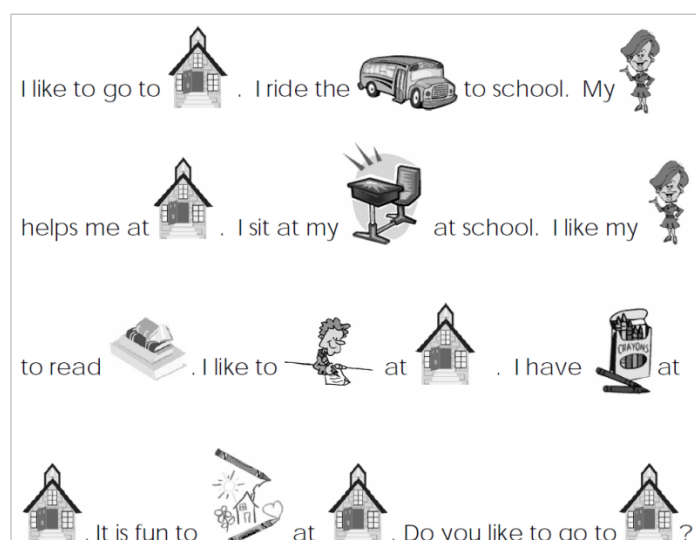 I like to go to . I ride the to school. My
helps me at . I sit at my at school. I like my
to read . I like to at . I have CRAYONS at
. It is fun to at . Do you like to go to ?